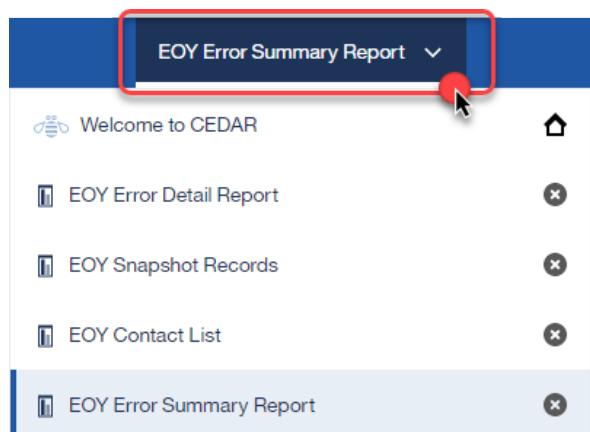 EOY Error Summary Report
Welcome to CEDAR
EOY Error Detail Report
EOY Snapshot Records
EOY Contact List
EOY Error Summary Report